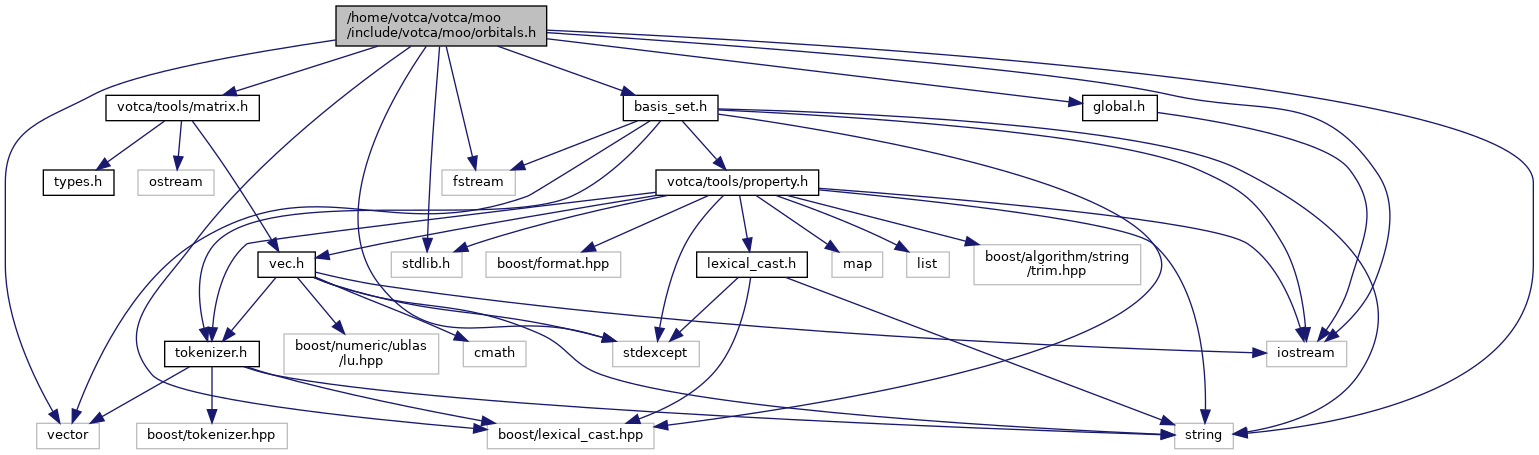 /home/votca/votca/moo
/include/votca/moo/orbitals.h
votca/tools/matrix.h
basis_set.h
global.h
types.h
ostream
fstream
votca/tools/property.h
vec.h
stdlib.h
boost/format.hpp
lexical_cast.h
map
list
boost/algorithm/string
/trim.hpp
tokenizer.h
boost/numeric/ublas
/lu.hpp
cmath
stdexcept
iostream
vector
boost/tokenizer.hpp
boost/lexical_cast.hpp
string